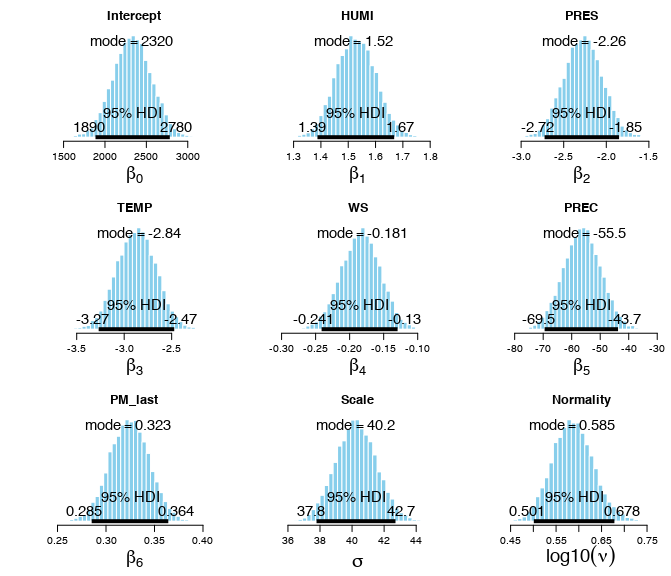 Intercept
mode = 2320
95% HDI
1890 2780
1500 2000 2500 3000
β0
HUMI
mode = 1.52
95% HDI
1.39 1.67
1.3 1.4 1.5 1.6 1.7 1.8
β1
PRES
mode = -2.26
95% HDI
-2.72 -1.85
-3.0 -2.5 -2.0 -1.5
β2
TEMP
mode = -2.84
95% HDI
-3.27 -2.47
-3.5 -3.0 -2.5
β3
WS
mode = -0.181
95% HDI
-0.241 -0.13
-0.30 -0.25 -0.20 -0.15 -0.10
β4
PREC
mode = -55.5
95% HDI
-69.5 -43.7
-80 -70 -60 -50 -40 -30
β5
PM_last
mode = 0.323
95% HDI
0.285 0.364
0.25 0.30 0.35 0.40
β6
Scale
mode = 40.2
95% HDI
37.8 42.7
36 38 40 42 44
σ
Normality
mode = 0.585
95% HDI
0.501 0.678
0.45 0.55 0.65 0.75
log10(ν)